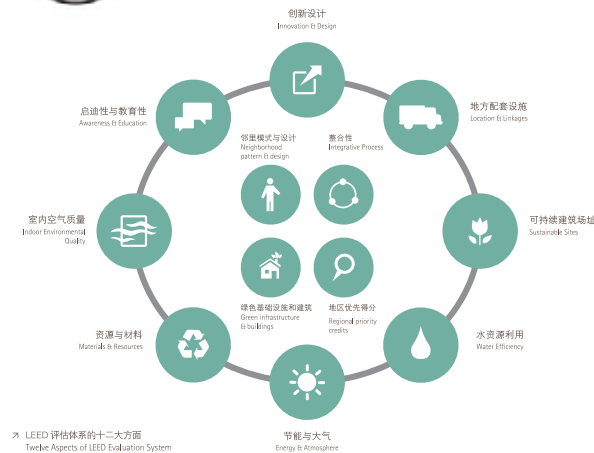 创新设计
Innovation & Design
启迪性与教育性
Awareness & Education
地方配套设施
Location & Linkages
邻里模式与设计
Neighborhood
pattern & design
整合性
Integrative Process
室内空气质量
Indoor Environmental
Quality
可持续建筑场址
Sustainable Sites
绿色基础设施和建筑
Green infrastructure
& buildings
地区优先得分
Regional priority
credits
资源与材料
Materials & Resources
水资源利用
Water Efficiency
节能与大气
Energy & Atmosphere
LEED 评估体系的十二大方面
Twelve Aspects of LEED Evaluation System